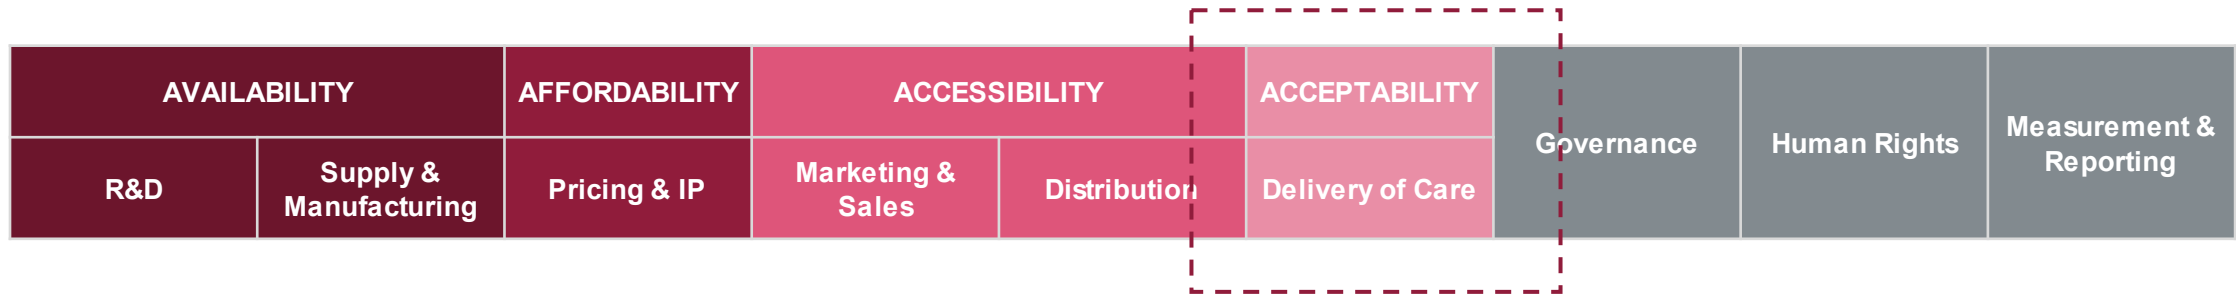 AVAILABILITY
AFFORDABILITY
ACCESSIBILITY
ACCEPTABILITY
R&D
Supply &
Manufacturing
Pricing & IP
Marketing &
Sales
Distribution
Delivery of Care
Governance
Human Rights
Measurement &
Reporting